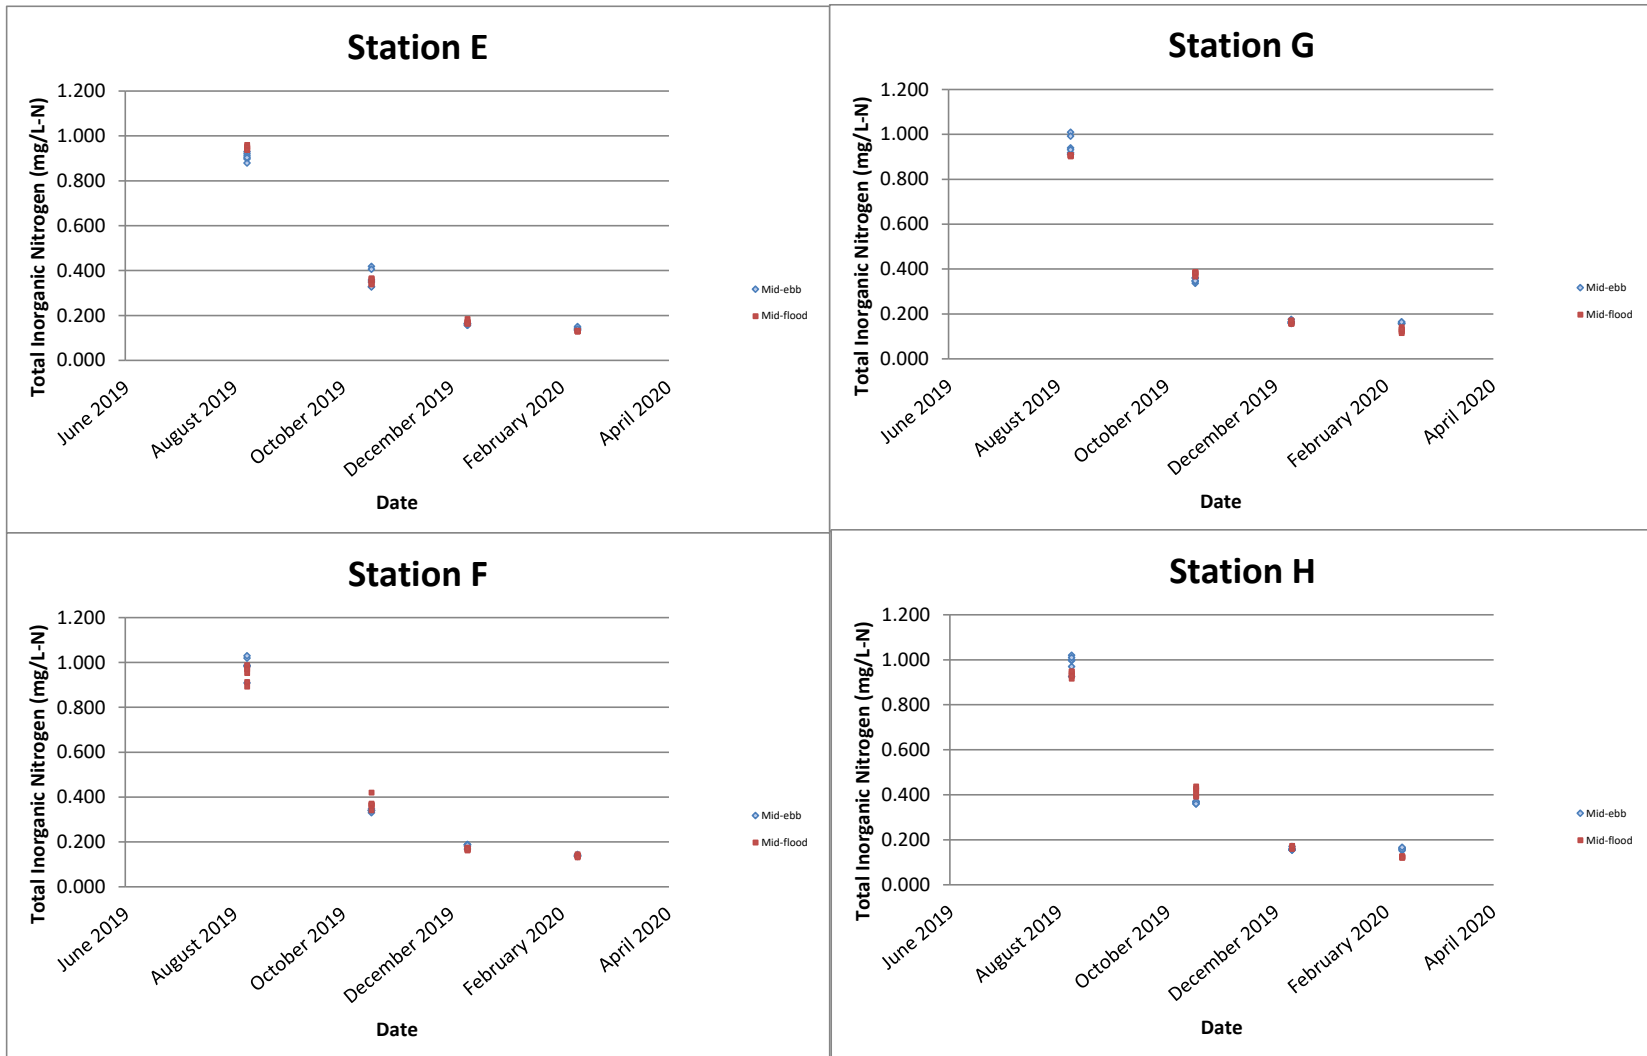 Station E
Total Inorganic Nitrogen (mg/L-N)
1.200
1.000
0.800
0.600
0.400
0.200
0.000
June 2019
August 2019
October 2019
December 2019
February 2020
April 2020
Date
Mid-ebb
Mid-flood
Station G
Total Inorganic Nitrogen (mg/L-N)
1.200
1.000
0.800
0.600
0.400
0.200
0.000
June 2019
August 2019
October 2019
December 2019
February 2020
April 2020
Date
Mid-ebb
Mid-flood
Station F
Total Inorganic Nitrogen (mg/L-N)
1.200
1.000
0.800
0.600
0.400
0.200
0.000
June 2019
August 2019
October 2019
December 2019
February 2020
April 2020
Date
Mid-ebb
Mid-flood
Station H
Total Inorganic Nitrogen (mg/L-N)
1.200
1.000
0.800
0.600
0.400
0.200
0.000
June 2019
August 2019
October 2019
December 2019
February 2020
April 2020
Date
Mid-ebb
Mid-flood